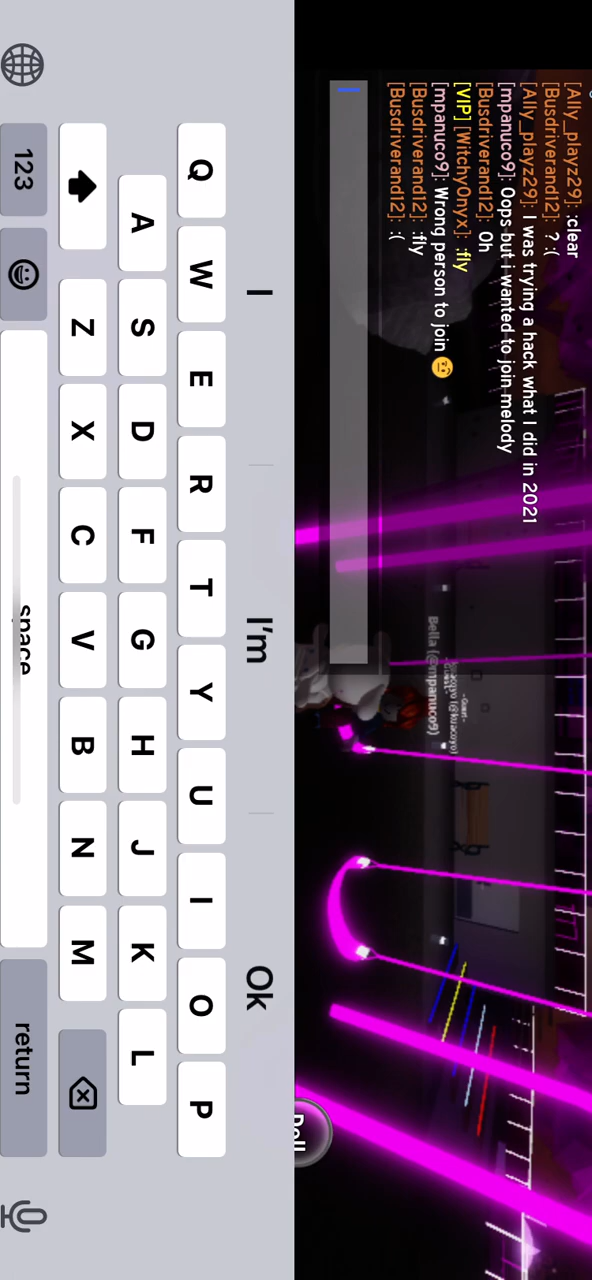 [Ally_playz29]: :clear
[Busdriverand12]: ? :(
[Ally_playz29]: I was trying a hack what I did in 2021
[mpanuco9]: Oops but i wanted to join melody
[Busdriverand12]: Oh
[VIP] [WitchyOnyx]: :fly
[mpanuco9]: Wrong person to join 🤨
[Busdriverand12]: :fly
[Busdriverand12]: :(
-Guest-
Bella (@mpanuco9)
I
I'm
Ok
Q W E R T Y U I O P
A S D F G H J K L
Z X C V B N M
123
space
return